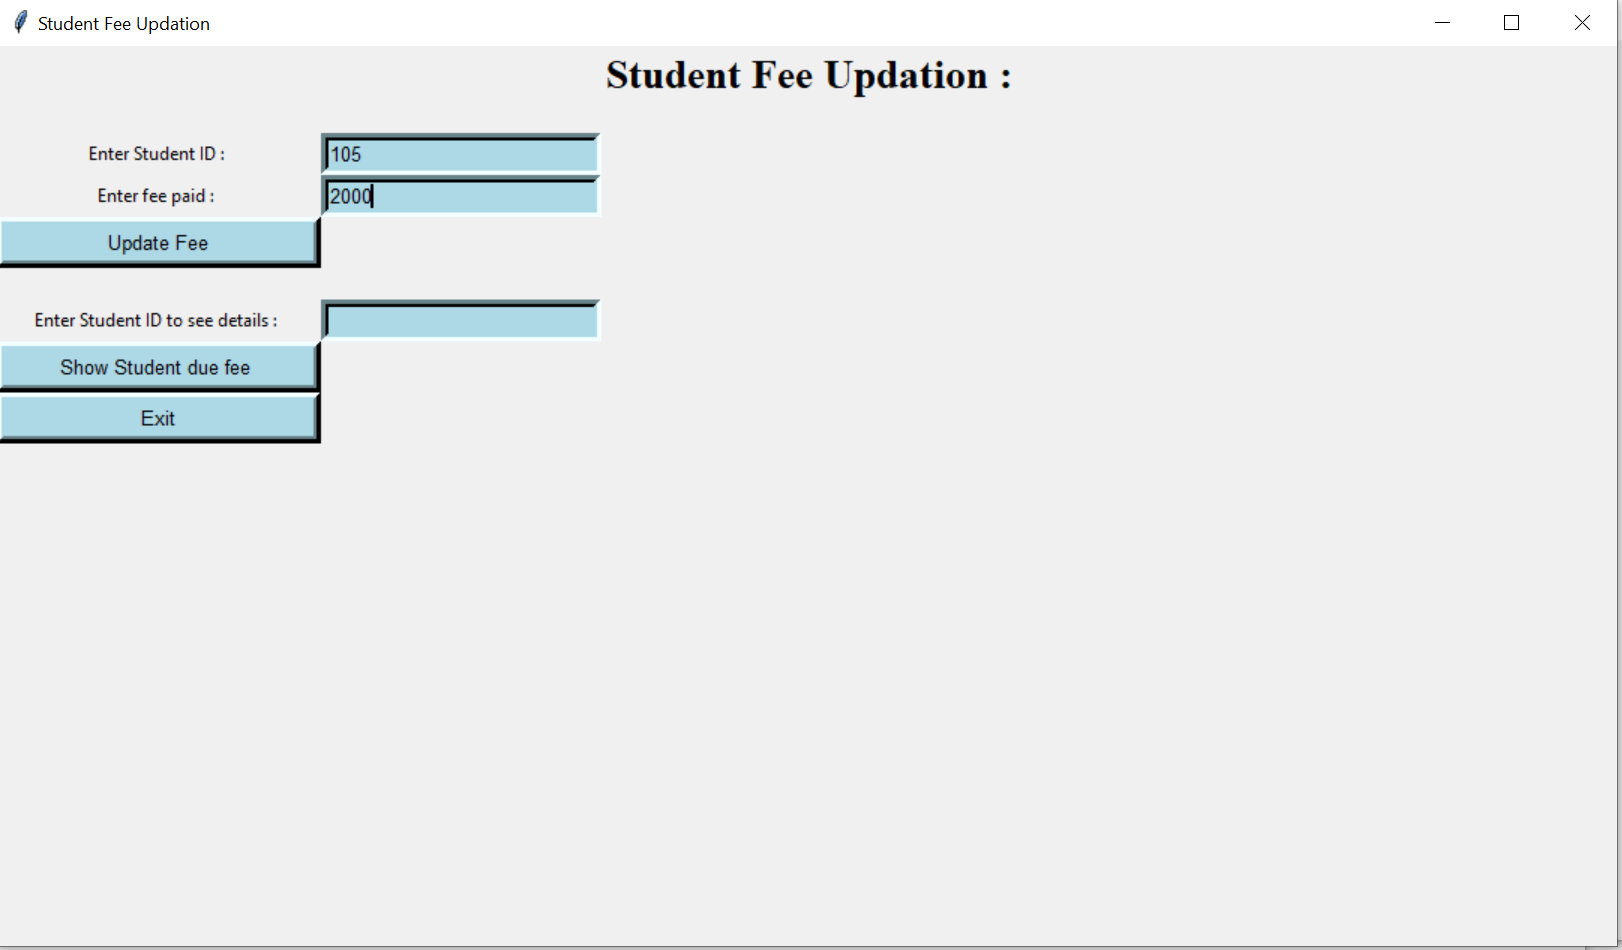 Student Fee Updation
Student Fee Updation :
Enter Student ID : 105
Enter fee paid : 2000
Update Fee
Enter Student ID to see details :
Show Student due fee
Exit